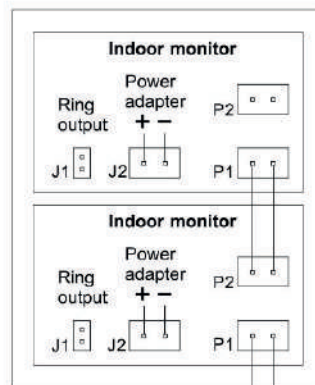 Indoor monitor
Power
adapter
Ring
output
+ −
P2
J1
J2
P1
Indoor monitor
Power
adapter
Ring
output
+ −
P2
J1
J2
P1